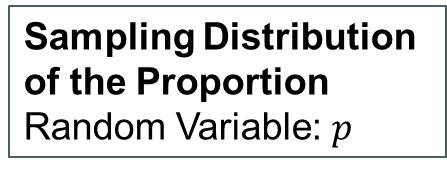 Sampling Distribution
of the Proportion
Random Variable: p